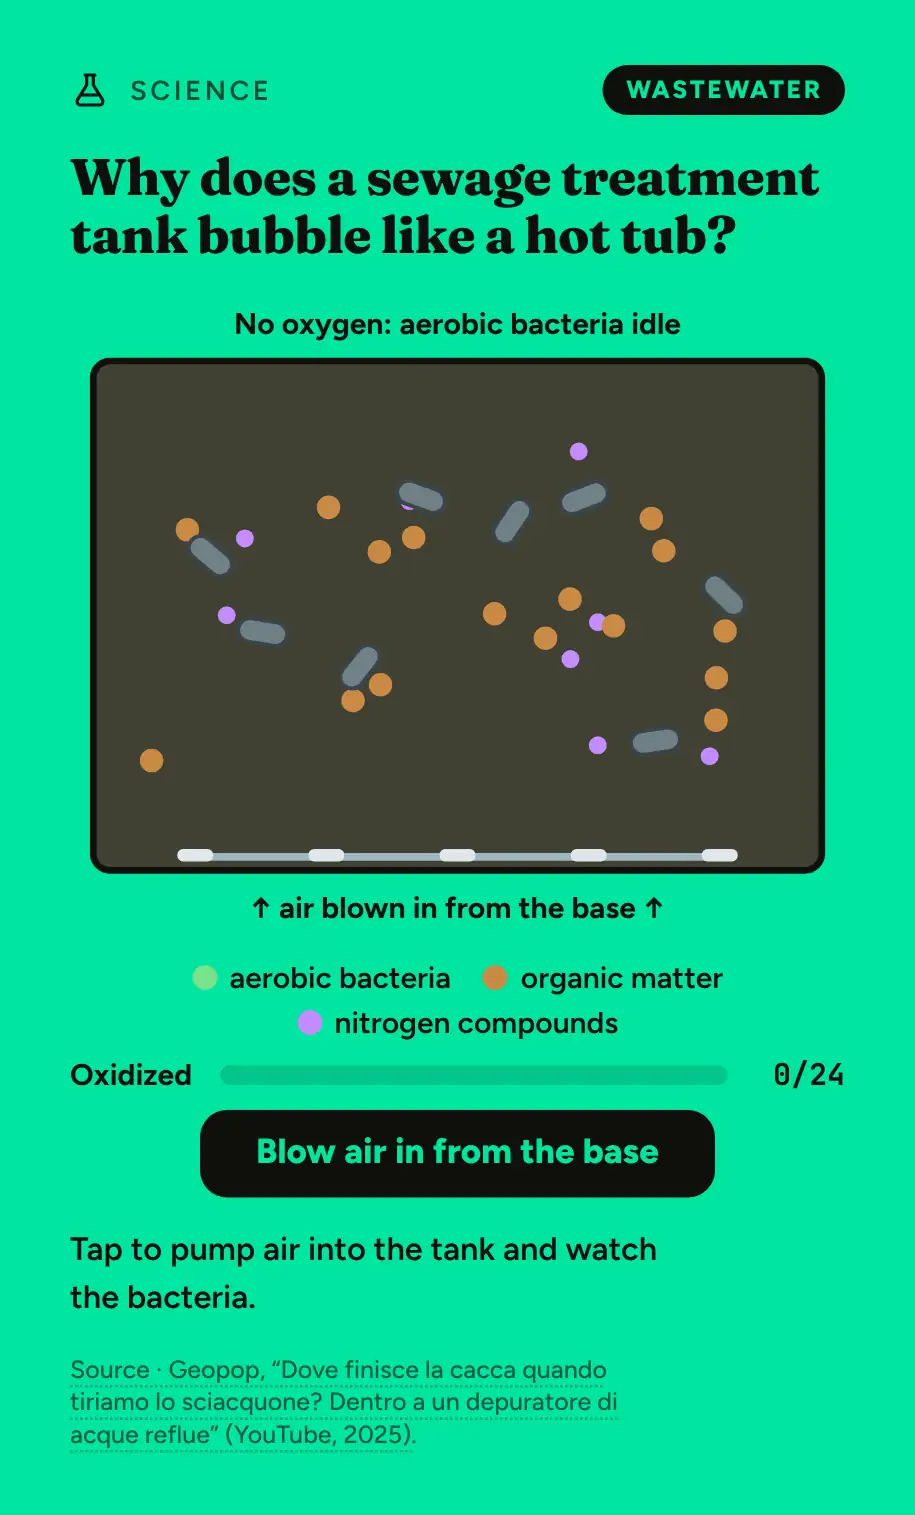 SCIENCE
WASTEWATER
Why does a sewage treatment
tank bubble like a hot tub?
No oxygen: aerobic bacteria idle
↑ air blown in from the base ↑
aerobic bacteria
organic matter
nitrogen compounds
Oxidized
0/24
Blow air in from the base
Tap to pump air into the tank and watch
the bacteria.
Source · Geopop, “Dove finisce la cacca quando
tiriamo lo sciacquone? Dentro a un depuratore di
acque reflue” (YouTube, 2025).